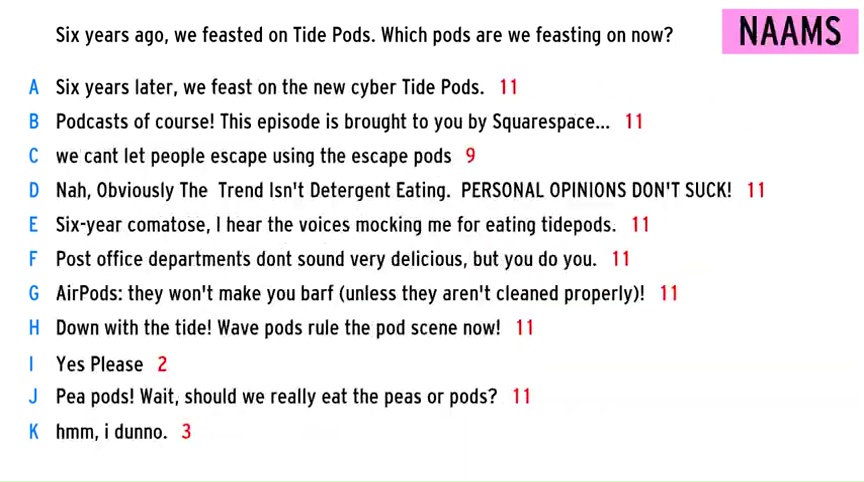 Six years ago, we feasted on Tide Pods. Which pods are we feasting on now?
NAAMS
A Six years later, we feast on the new cyber Tide Pods. 11
B Podcasts of course! This episode is brought to you by Squarespace... 11
C we cant let people escape using the escape pods 9
D Nah, Obviously The Trend Isn't Detergent Eating. PERSONAL OPINIONS DON'T SUCK! 11
E Six-year comatose, I hear the voices mocking me for eating tidepods. 11
F Post office departments dont sound very delicious, but you do you. 11
G AirPods: they won't make you barf (unless they aren't cleaned properly)! 11
H Down with the tide! Wave pods rule the pod scene now! 11
I Yes Please 2
J Pea pods! Wait, should we really eat the peas or pods? 11
K hmm, i dunno. 3